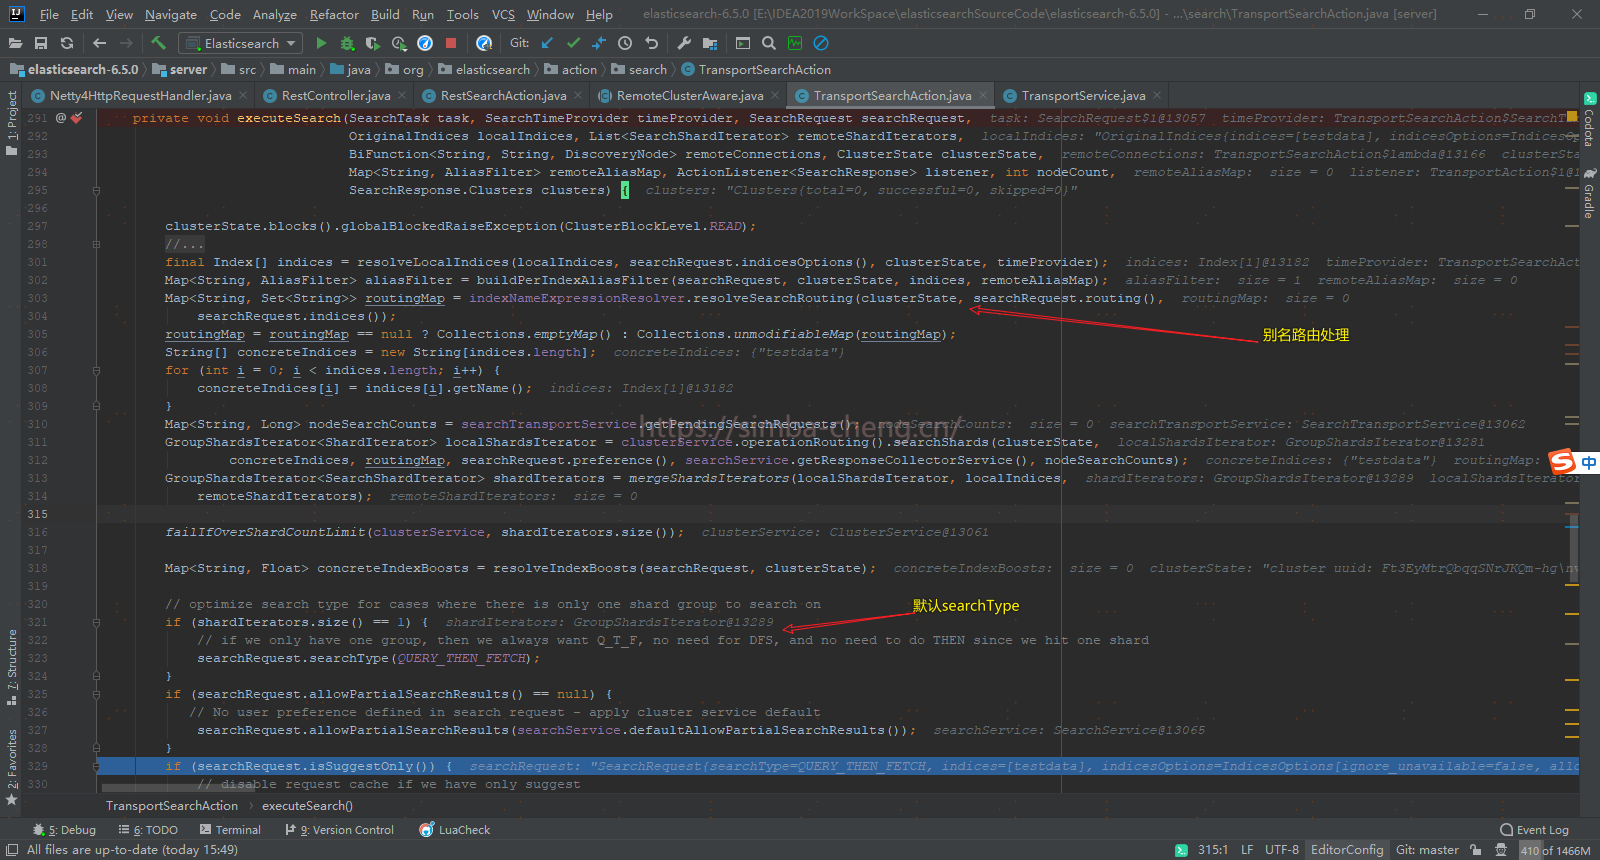 File Edit View Navigate Code Analyze Refactor Build Run Tools VCS Window Help elasticsearch-6.5.0 [E:\IDEA2019WorkSpace\elasticsearchSourceCode\elasticsearch-6.5.0] - ...\search\TransportSearchAction.java [server]
Elasticsearch Git:
elasticsearch-6.5.0 server src main java org elasticsearch action search TransportSearchAction
Netty4HttpRequestHandler.java RestController.java RestSearchAction.java RemoteClusterAware.java TransportSearchAction.java TransportService.java
1: Project
7: Structure
2: Favorites
Codota
Gradle
291 @ private void executeSearch(SearchTask task, SearchTimeProvider timeProvider, SearchRequest searchRequest, task: SearchRequest$1@13057 timeProvider: TransportSearchAction$SearchT
292 OriginalIndices localIndices, List<SearchShardIterator> remoteShardIterators, localIndices: "OriginalIndices{indices=[testdata], indicesOptions=IndicesOp
293 BiFunction<String, String, DiscoveryNode> remoteConnections, ClusterState clusterState, remoteConnections: TransportSearchAction$lambda@13166 clusterSta
294 Map<String, AliasFilter> remoteAliasMap, ActionListener<SearchResponse> listener, int nodeCount, remoteAliasMap: size = 0 listener: TransportAction$1@1
295 SearchResponse.Clusters clusters) { clusters: "Clusters{total=0, successful=0, skipped=0}"
296
297 clusterState.blocks().globalBlockedRaiseException(ClusterBlockLevel.READ);
298 //...
301 final Index[] indices = resolveLocalIndices(localIndices, searchRequest.indicesOptions(), clusterState, timeProvider); indices: Index[1]@13182 timeProvider: TransportSearchAct
302 Map<String, AliasFilter> aliasFilter = buildPerIndexAliasFilter(searchRequest, clusterState, indices, remoteAliasMap); aliasFilter: size = 1 remoteAliasMap: size = 0
303 Map<String, Set<String>> routingMap = indexNameExpressionResolver.resolveSearchRouting(clusterState, searchRequest.routing(), routingMap: size = 0
304 searchRequest.indices());
别名路由处理
305 routingMap = routingMap == null ? Collections.emptyMap() : Collections.unmodifiableMap(routingMap);
306 String[] concreteIndices = new String[indices.length]; concreteIndices: {"testdata"}
307 for (int i = 0; i < indices.length; i++) {
308 concreteIndices[i] = indices[i].getName(); indices: Index[1]@13182
309 }
https://simba-cheng.cn/
310 Map<String, Long> nodeSearchCounts = searchTransportService.getPendingSearchRequests(); nodeSearchCounts: size = 0 searchTransportService: SearchTransportService@13062
311 GroupShardsIterator<ShardIterator> localShardsIterator = clusterService.operationRouting().searchShards(clusterState, localShardsIterator: GroupShardsIterator@13281
312 concreteIndices, routingMap, searchRequest.preference(), searchService.getResponseCollectorService(), nodeSearchCounts); concreteIndices: {"testdata"} routingMap:
中
313 GroupShardsIterator<SearchShardIterator> shardIterators = mergeShardsIterators(localShardsIterator, localIndices, shardIterators: GroupShardsIterator@13289 localShardsIterator
314 remoteShardIterators); remoteShardIterators: size = 0
315
316 failIfOverShardCountLimit(clusterService, shardIterators.size()); clusterService: ClusterService@13061
317
318 Map<String, Float> concreteIndexBoosts = resolveIndexBoosts(searchRequest, clusterState); concreteIndexBoosts: size = 0 clusterState: "cluster uuid: Ft3EyMtrQbqqSNrJKQm-hg\nv
319
320 // optimize search type for cases where there is only one shard group to search on
默认searchType
321 if (shardIterators.size() == 1) { shardIterators: GroupShardsIterator@13289
322 // if we only have one group, then we always want Q_T_F, no need for DFS, and no need to do THEN since we hit one shard
323 searchRequest.searchType(QUERY_THEN_FETCH);
324 }
325 if (searchRequest.allowPartialSearchResults() == null) {
326 // No user preference defined in search request - apply cluster service default
327 searchRequest.allowPartialSearchResults(searchService.defaultAllowPartialSearchResults()); searchService: SearchService@13065
328 }
329 if (searchRequest.isSuggestOnly()) { searchRequest: "SearchRequest{searchType=QUERY_THEN_FETCH, indices=[testdata], indicesOptions=IndicesOptions[ignore_unavailable=false, allo
330 // disable request cache if we have only suggest
TransportSearchAction executeSearch()
5: Debug 6: TODO Terminal 9: Version Control LuaCheck Event Log
All files are up-to-date (today 15:49) 315:1 LF UTF-8 EditorConfig Git: master 410 of 1466M